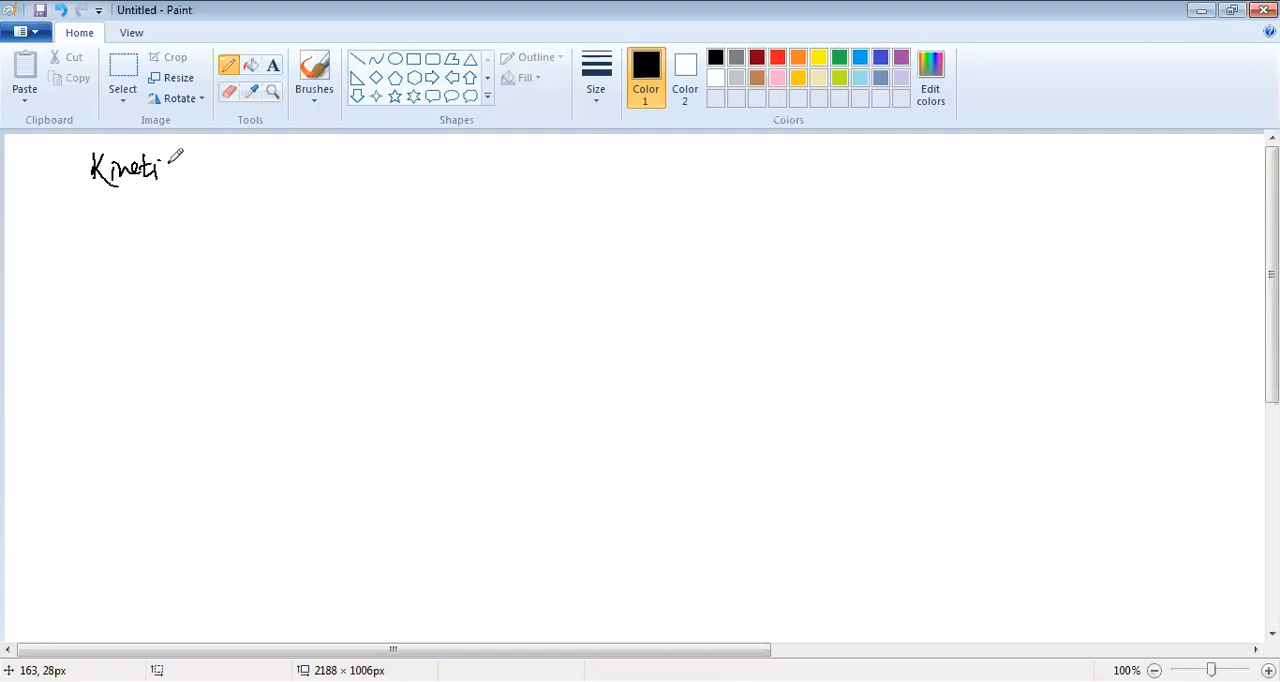 Untitled - Paint
Home View
Paste
Cut
Copy
Clipboard
Select
Crop
Resize
Rotate
Image
Tools
Brushes
Shapes
Outline
Fill
Size
Color 1
Color 2
Edit colors
Colors
Kineti
163, 28px
2188 × 1006px
100%